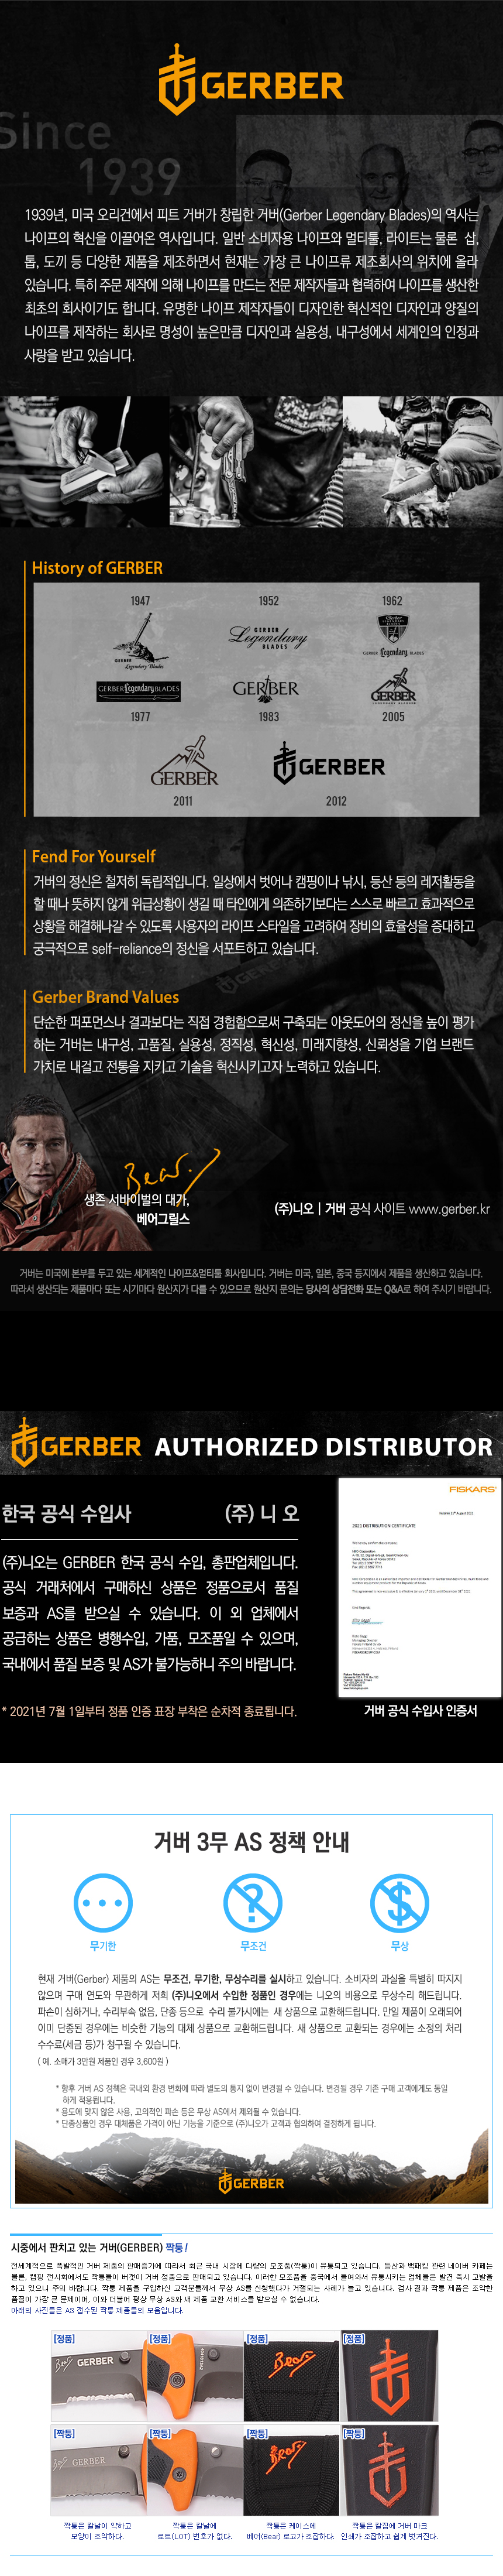 GERBER
Since
1939
1939년, 미국 오리건에서 피트 거버가 창립한 거버(Gerber Legendary Blades)의 역사는
나이프의 혁신을 이끌어온 역사입니다. 일반 소비자용 나이프와 멀티툴, 라이트는 물론 삽,
톱, 도끼 등 다양한 제품을 제조하면서 현재는 가장 큰 나이프류 제조회사의 위치에 올라
있습니다. 특히 주문 제작에 의해 나이프를 만드는 전문 제작자들과 협력하여 나이프를 생산한
최초의 회사이기도 합니다. 유명한 나이프 제작자들이 디자인한 혁신적인 디자인과 양질의
나이프를 제작하는 회사로 명성이 높은만큼 디자인과 실용성, 내구성에서 세계인의 인정과
사랑을 받고 있습니다.
History of GERBER
1947 1952 1962
GERBER Legendary Blades
GERBER Legendary BLADES
GERBER Legendary BLADES
GERBER Legendary BLADES
GERBER
GERBER
1977 1983 2005
GERBER
GERBER
2011 2012
Fend For Yourself
거버의 정신은 철저히 독립적입니다. 일상에서 벗어나 캠핑이나 낚시, 등산 등의 레저활동을
할 때나 뜻하지 않게 위급상황이 생길 때 타인에게 의존하기보다는 스스로 빠르고 효과적으로
상황을 해결해나갈 수 있도록 사용자의 라이프 스타일을 고려하여 장비의 효율성을 증대하고
궁극적으로 self-reliance의 정신을 서포트하고 있습니다.
Gerber Brand Values
단순한 퍼포먼스나 결과보다는 직접 경험함으로써 구축되는 아웃도어의 정신을 높이 평가
하는 거버는 내구성, 고품질, 실용성, 정직성, 혁신성, 미래지향성, 신뢰성을 기업 브랜드
가치로 내걸고 전통을 지키고 기술을 혁신시키고자 노력하고 있습니다.
Bear
생존 서바이벌의 대가,
베어그릴스
(주)니오 | 거버 공식 사이트 www.gerber.kr
거버는 미국에 본부를 두고 있는 세계적인 나이프&멀티툴 회사입니다. 거버는 미국, 일본, 중국 등지에서 제품을 생산하고 있습니다.
따라서 생산되는 제품마다 또는 시기마다 원산지가 다를 수 있으므로 원산지 문의는 당사의 상담전화 또는 Q&A로 하여 주시기 바랍니다.
GERBER AUTHORIZED DISTRIBUTOR
한국 공식 수입사 (주) 니 오
(주)니오는 GERBER 한국 공식 수입, 총판업체입니다.
공식 거래처에서 구매하신 상품은 정품으로서 품질
보증과 AS를 받으실 수 있습니다. 이 외 업체에서
공급하는 상품은 병행수입, 가품, 모조품일 수 있으며,
국내에서 품질 보증 및 AS가 불가능하니 주의 바랍니다.
* 2021년 7월 1일부터 정품 인증 표장 부착은 순차적 종료됩니다.
FISKARS
2021 DISTRIBUTION CERTIFICATE
거버 공식 수입사 인증서
거버 3무 AS 정책 안내
무기한 무조건 무상
현재 거버(Gerber) 제품의 AS는 무조건, 무기한, 무상수리를 실시하고 있습니다. 소비자의 과실을 특별히 따지지
않으며 구매 연도와 무관하게 저희 (주)니오에서 수입한 정품인 경우에는 니오의 비용으로 무상수리 해드립니다.
파손이 심하거나, 수리부속 없음, 단종 등으로 수리 불가시에는 새 상품으로 교환해드립니다. 만일 제품이 오래되어
이미 단종된 경우에는 비슷한 기능의 대체 상품으로 교환해드립니다. 새 상품으로 교환되는 경우에는 소정의 처리
수수료(세금 등)가 청구될 수 있습니다.
( 예. 소매가 3만원 제품인 경우 3,600원 )
* 향후 거버 AS 정책은 국내외 환경 변화에 따라 별도의 통지 없이 변경될 수 있습니다. 변경될 경우 기존 구매 고객에게도 동일
하게 적용됩니다.
* 용도에 맞지 않은 사용, 고의적인 파손 등은 무상 AS에서 제외될 수 있습니다.
* 단종상품인 경우 대체품은 가격이 아닌 기능을 기준으로 (주)니오가 고객과 협의하여 결정하게 됩니다.
GERBER
시중에서 판치고 있는 거버(GERBER) 짝퉁!
전세계적으로 폭발적인 거버 제품의 판매증가에 따라서 최근 국내 시장에 다량의 모조품(짝퉁)이 유통되고 있습니다. 등산과 백패킹 관련 네이버 카페는
물론, 캠핑 전시회에서도 짝퉁들이 버젓이 거버 정품으로 판매되고 있습니다. 이러한 모조품을 중국에서 들여와서 유통시키는 업체들은 발견 즉시 고발을
하고 있으니 주의 바랍니다. 짝퉁 제품을 구입하신 고객분들께서 무상 AS를 신청했다가 거절되는 사례가 늘고 있습니다. 검사 결과 짝퉁 제품은 조악한
품질이 가장 큰 문제이며, 이와 더불어 평상 무상 AS와 새 제품 교환 서비스를 받으실 수 없습니다.
아래의 사진들은 AS 접수된 짝퉁 제품들의 모음입니다.
[정품] [정품] [정품] [정품]
Bear GERBER
Bear
[짝퉁] [짝퉁] [짝퉁] [짝퉁]
Bear GERBER
Bear
짝퉁은 칼날이 약하고
모양이 조악하다.
짝퉁은 칼날에
로트(LOT) 번호가 없다.
짝퉁은 케이스에
베어(Bear) 로고가 조잡하다.
짝퉁은 칼집에 거버 마크
인쇄가 조잡하고 쉽게 벗겨진다.